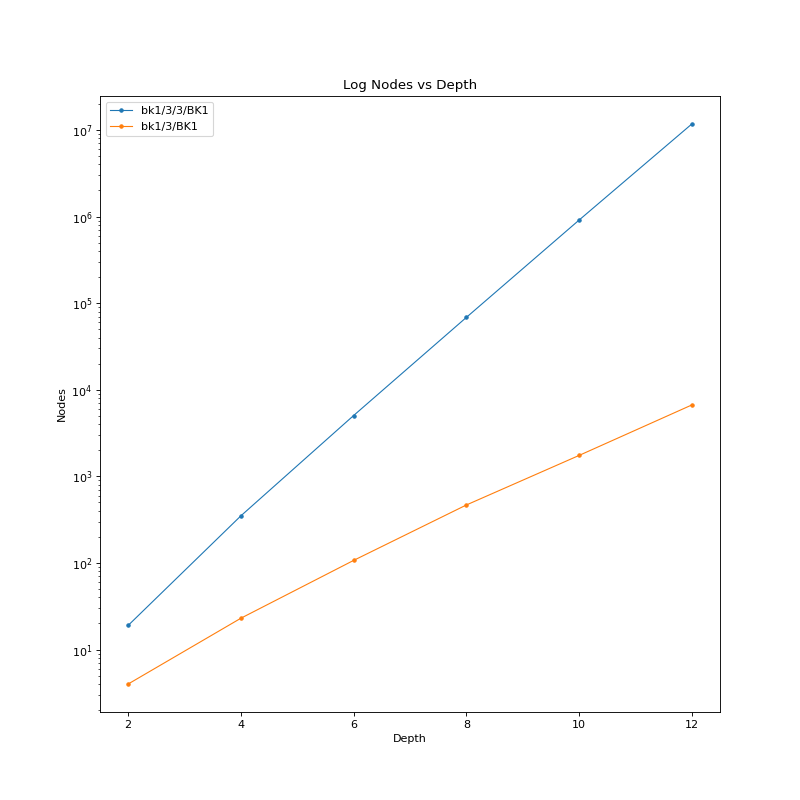 Log Nodes vs Depth
bk1/3/3/BK1
bk1/3/BK1
Nodes
10⁷
10⁶
10⁵
10⁴
10³
10²
10¹
2 4 6 8 10 12
Depth